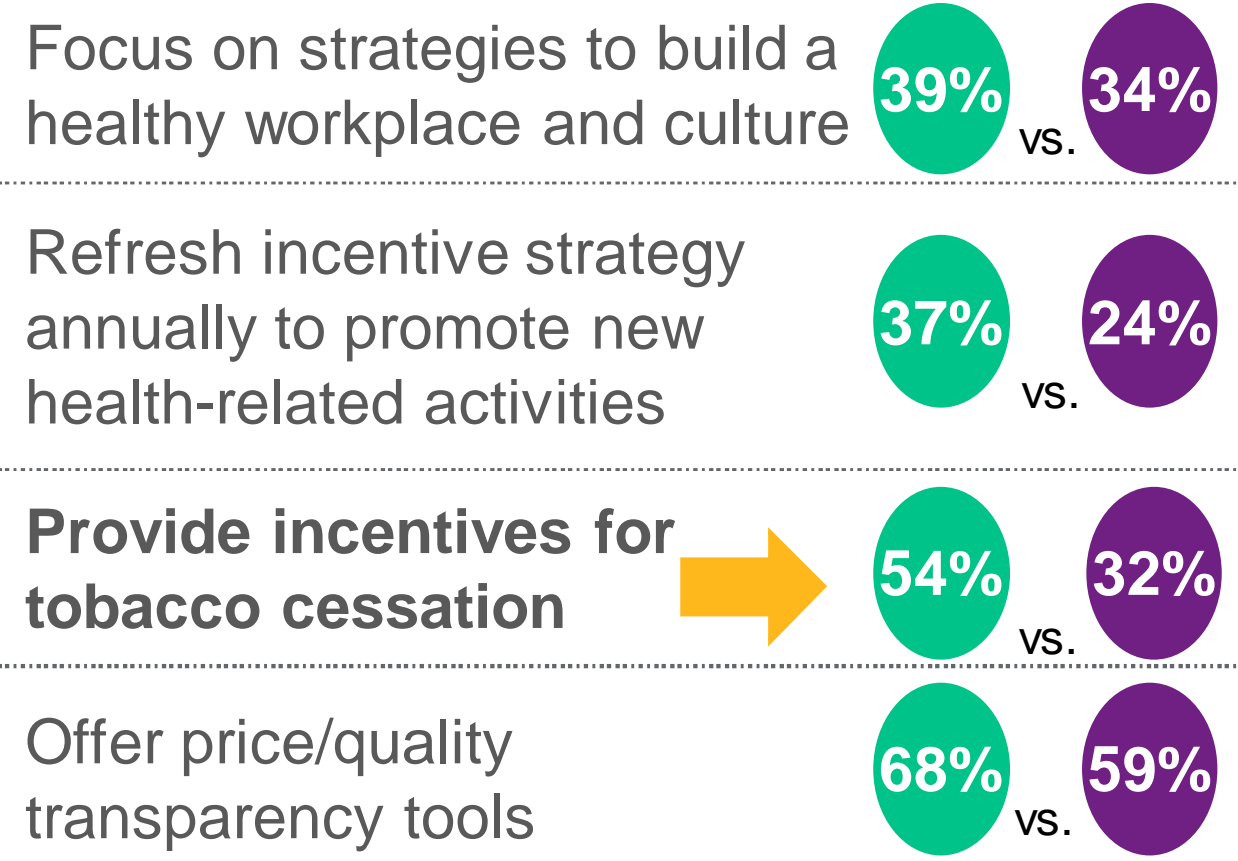 Focus on strategies to build a
healthy workplace and culture
39% vs. 34%
Refresh incentive strategy
annually to promote new
health-related activities
37% vs. 24%
Provide incentives for
tobacco cessation
54% vs. 32%
Offer price/quality
transparency tools
68% vs. 59%